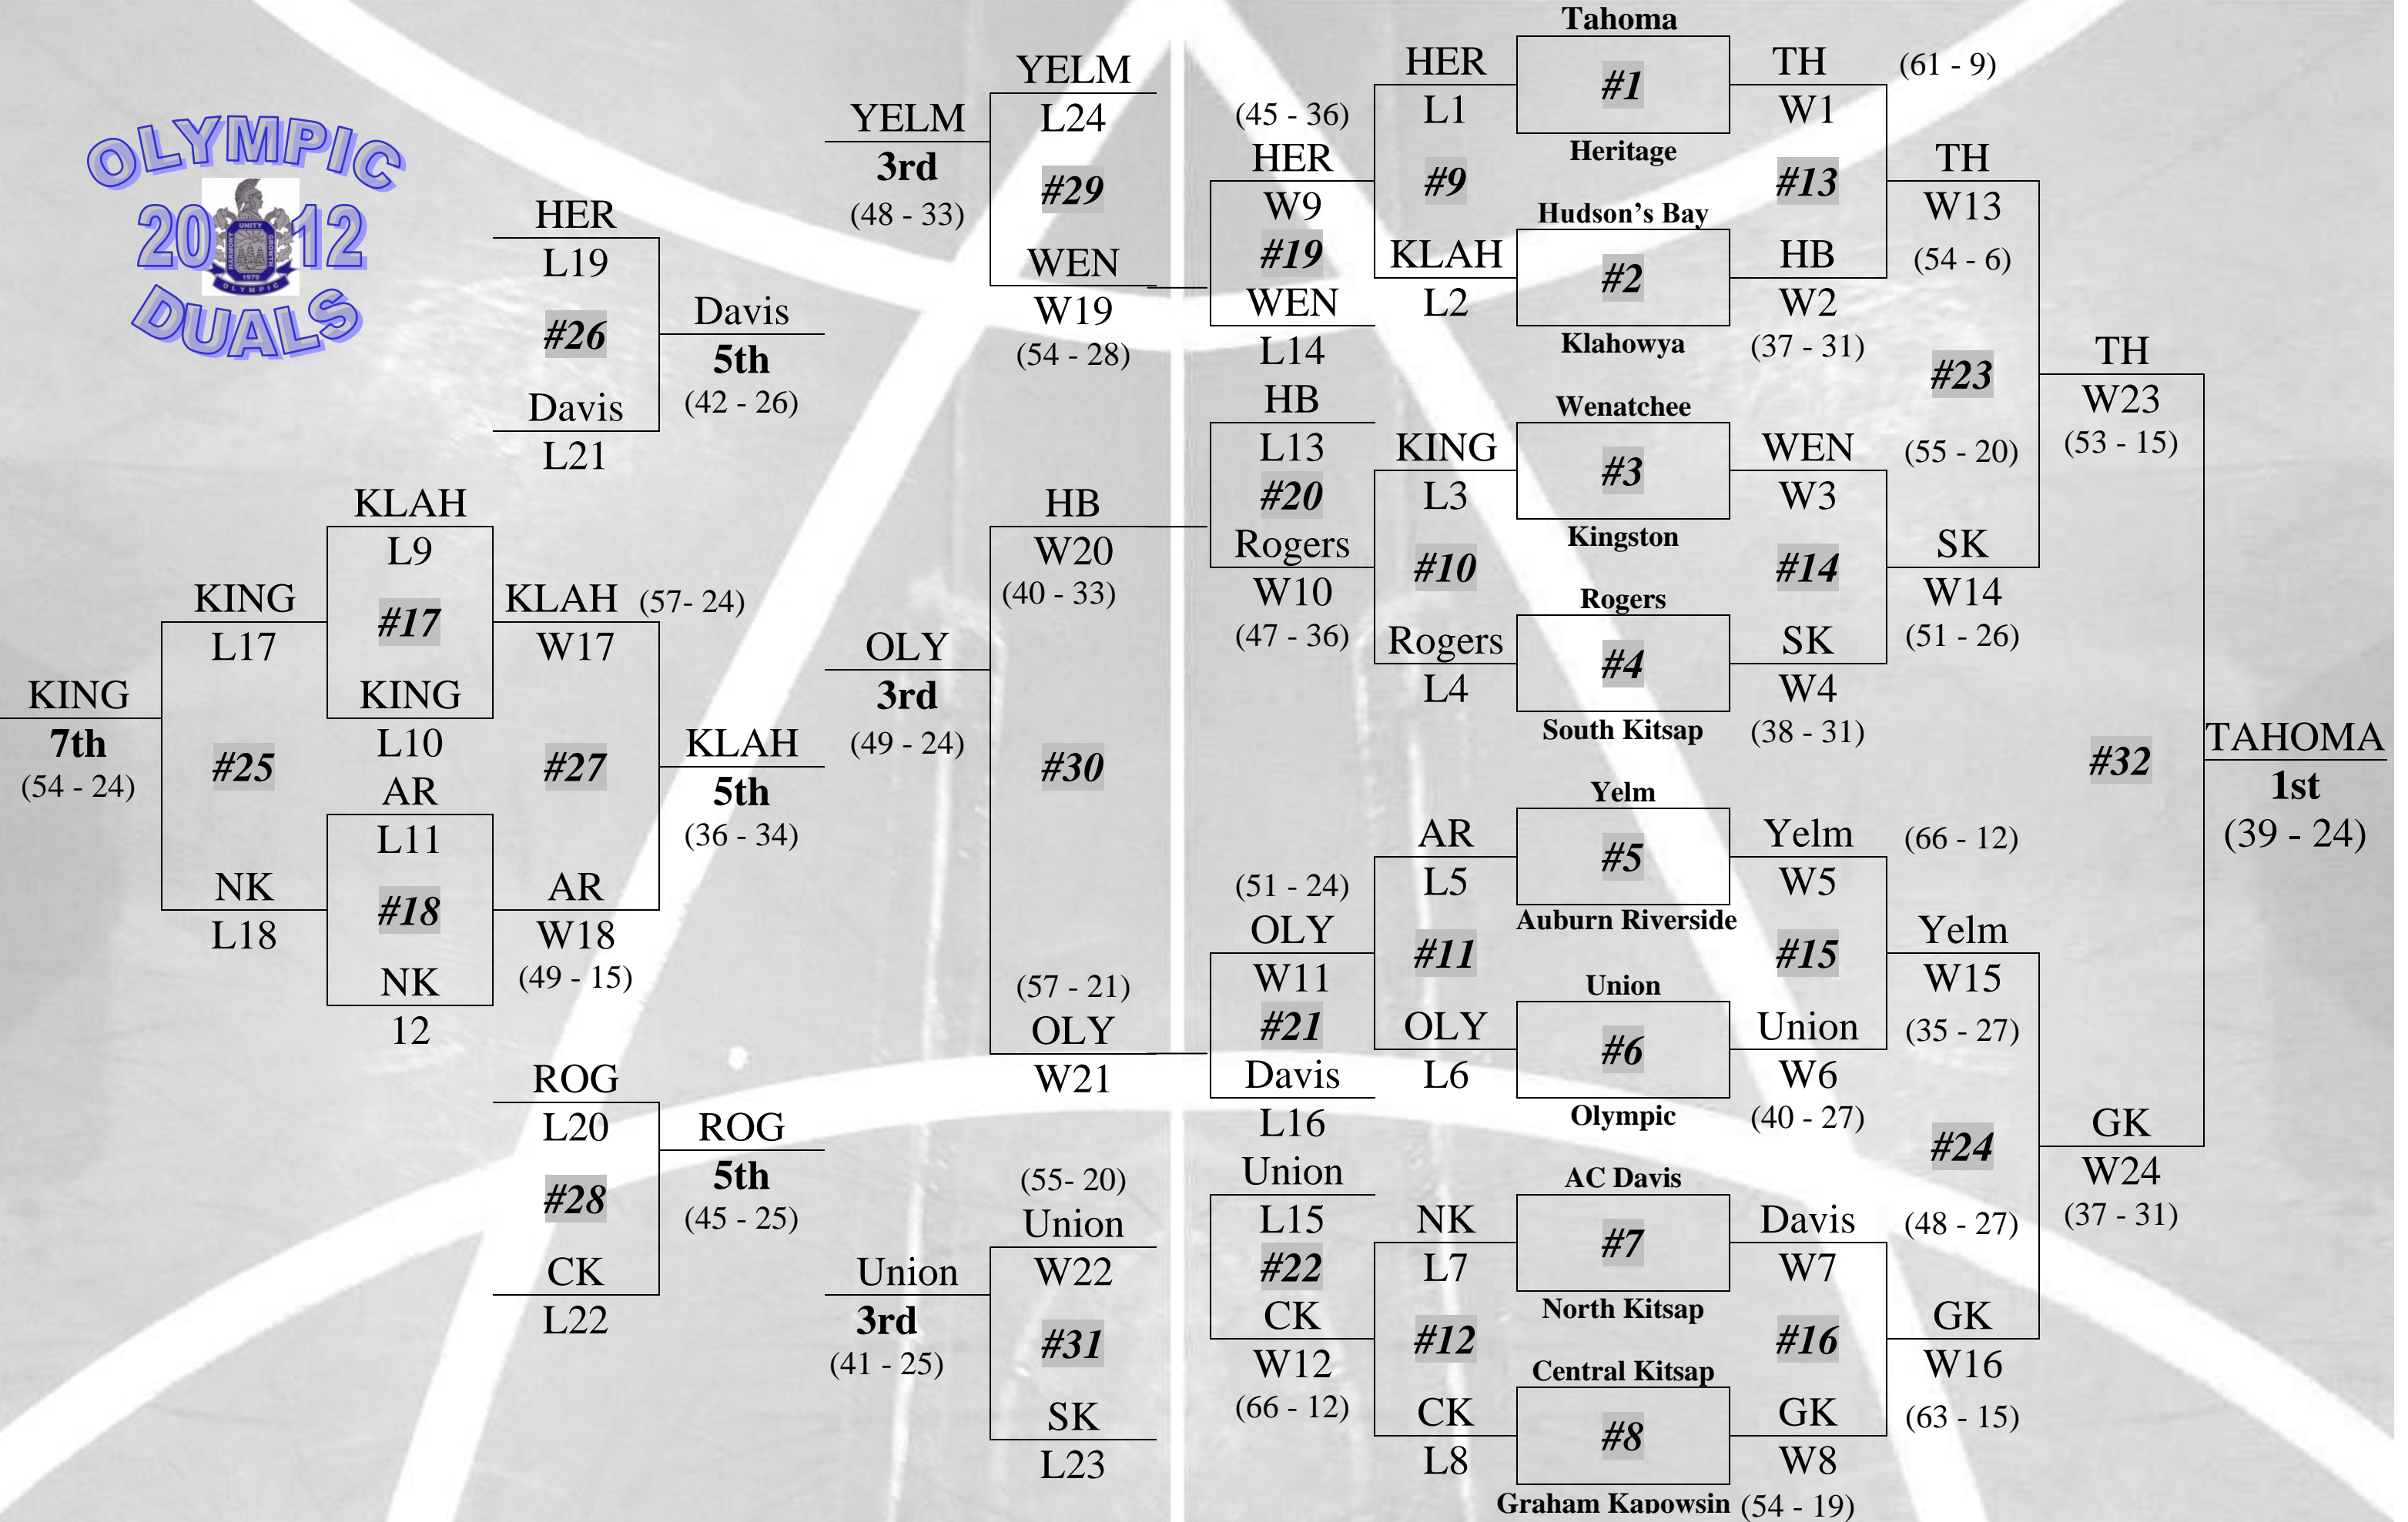 OLYMPIC
20 12
DUALS
UNITY
HARMONY
GROWTH
1979
OLYMPIC
HER
L19
#26
Davis
L21
Davis
5th
(42 - 26)
KLAH
L9
#17
KING
L10
KING
L17
#25
NK
L18
KING
7th
(54 - 24)
AR
L11
#18
NK
12
KLAH (57- 24)
W17
#27
AR
W18
(49 - 15)
KLAH
5th
(36 - 34)
ROG
L20
#28
CK
L22
ROG
5th
(45 - 25)
YELM
3rd
(48 - 33)
YELM
L24
#29
WEN
W19
(54 - 28)
HB
W20
(40 - 33)
OLY
3rd
(49 - 24)
#30
(57 - 21)
OLY
W21
(55- 20)
Union
W22
#31
SK
L23
Union
3rd
(41 - 25)
(45 - 36)
HER
W9
#19
WEN
L14
HB
L13
#20
Rogers
W10
(47 - 36)
(51 - 24)
OLY
W11
#21
Davis
L16
Union
L15
#22
CK
W12
(66 - 12)
HER
L1
#9
KLAH
L2
KING
L3
#10
Rogers
L4
AR
L5
#11
OLY
L6
NK
L7
#12
CK
L8
Tahoma
#1
Heritage
Hudson's Bay
#2
Klahowya
Wenatchee
#3
Kingston
Rogers
#4
South Kitsap
Yelm
#5
Auburn Riverside
Union
#6
Olympic
AC Davis
#7
North Kitsap
Central Kitsap
#8
Graham Kapowsin (54 - 19)
TH (61 - 9)
W1
#13
HB
W2
(37 - 31)
WEN (55 - 20)
W3
#14
SK
W4
(38 - 31)
Yelm (66 - 12)
W5
#15
Union
W6
(40 - 27)
Davis (48 - 27)
W7
#16
GK
W8
TH
W13
(54 - 6)
#23
SK
W14
(51 - 26)
Yelm
W15
(35 - 27)
#24
GK
W16
(63 - 15)
TH
W23
(53 - 15)
#32
GK
W24
(37 - 31)
TAHOMA
1st
(39 - 24)